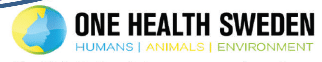 ONE HEALTH SWEDEN
HUMANS | ANIMALS | ENVIRONMENT